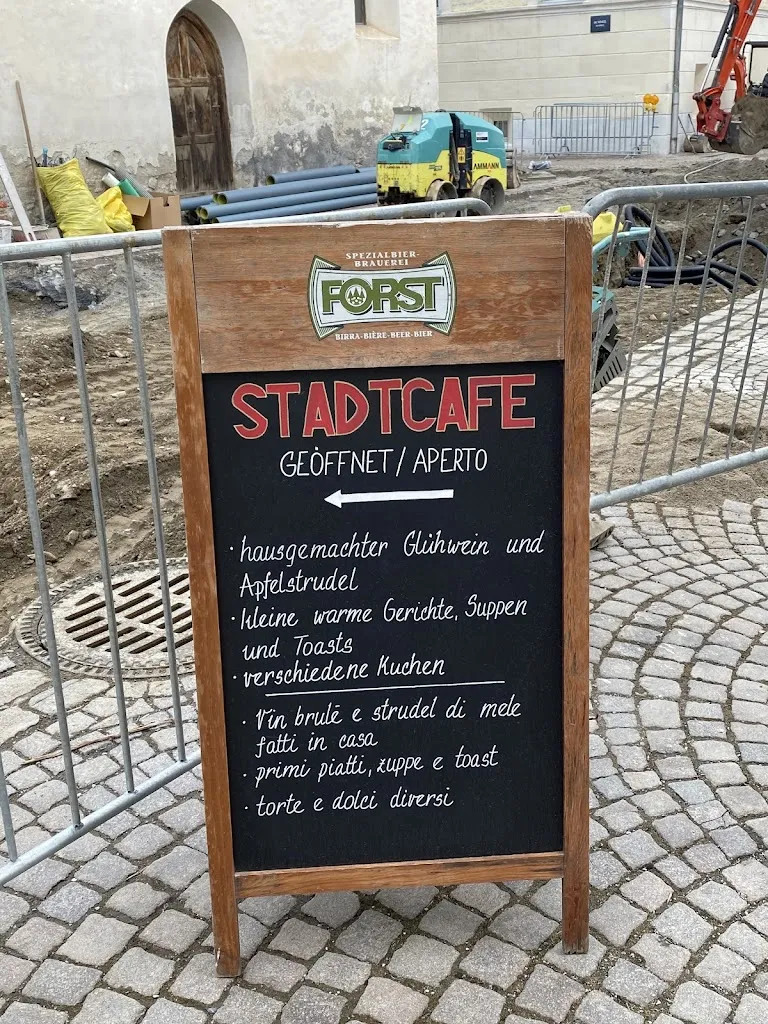 SPEZIALBIER-
BRAUEREI
FORST
BIRRA-BIÈRE-BEER-BIER
STADTCAFE
GEÖFFNET / APERTO
· hausgemachter Glühwein und
Apfelstrudel
· kleine warme Gerichte, Suppen
und Toasts
· verschiedene Kuchen
· Vin brulè e strudel di mele
fatti in casa
· primi piatti, zuppe e toast
· torte e dolci diversi
AMMANN